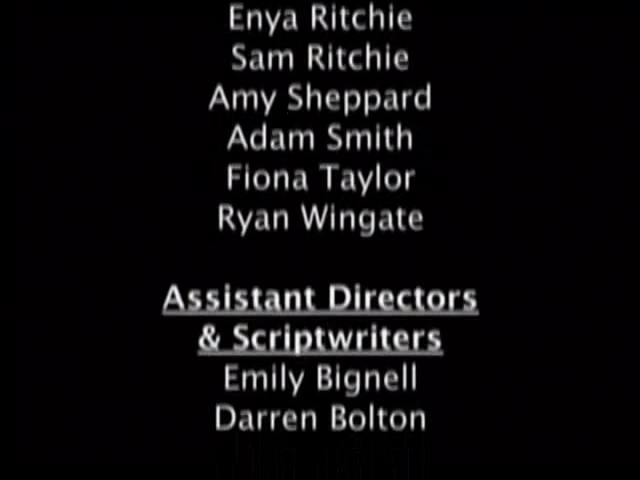 Enya Ritchie
Sam Ritchie
Amy Sheppard
Adam Smith
Fiona Taylor
Ryan Wingate
Assistant Directors
& Scriptwriters
Emily Bignell
Darren Bolton